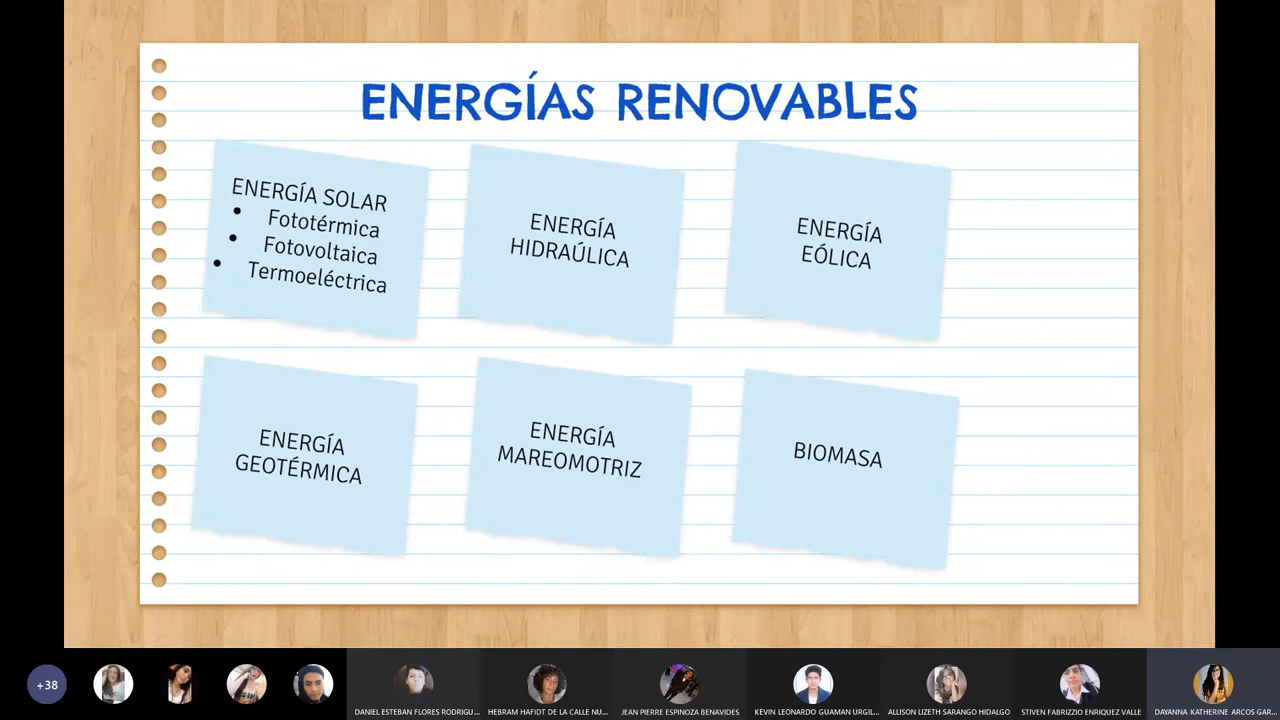 ENERGÍAS RENOVABLES
ENERGÍA SOLAR
• Fototérmica
• Fotovoltaica
• Termoeléctrica
ENERGÍA
HIDRAÚLICA
ENERGÍA
EÓLICA
ENERGÍA
GEOTÉRMICA
ENERGÍA
MAREOMOTRIZ
BIOMASA
+38
DANIEL ESTEBAN FLORES RODRIGU...
HEBRAM HAFIDT DE LA CALLE NU...
JEAN PIERRE ESPINOZA BENAVIDES
KEVIN LEONARDO GUAMAN URGIL...
ALLISON LIZETH SARANGO HIDALGO
STIVEN FABRIZZIO ENRIQUEZ VALLE
DAYANNA KATHERINE ARCOS GAR...